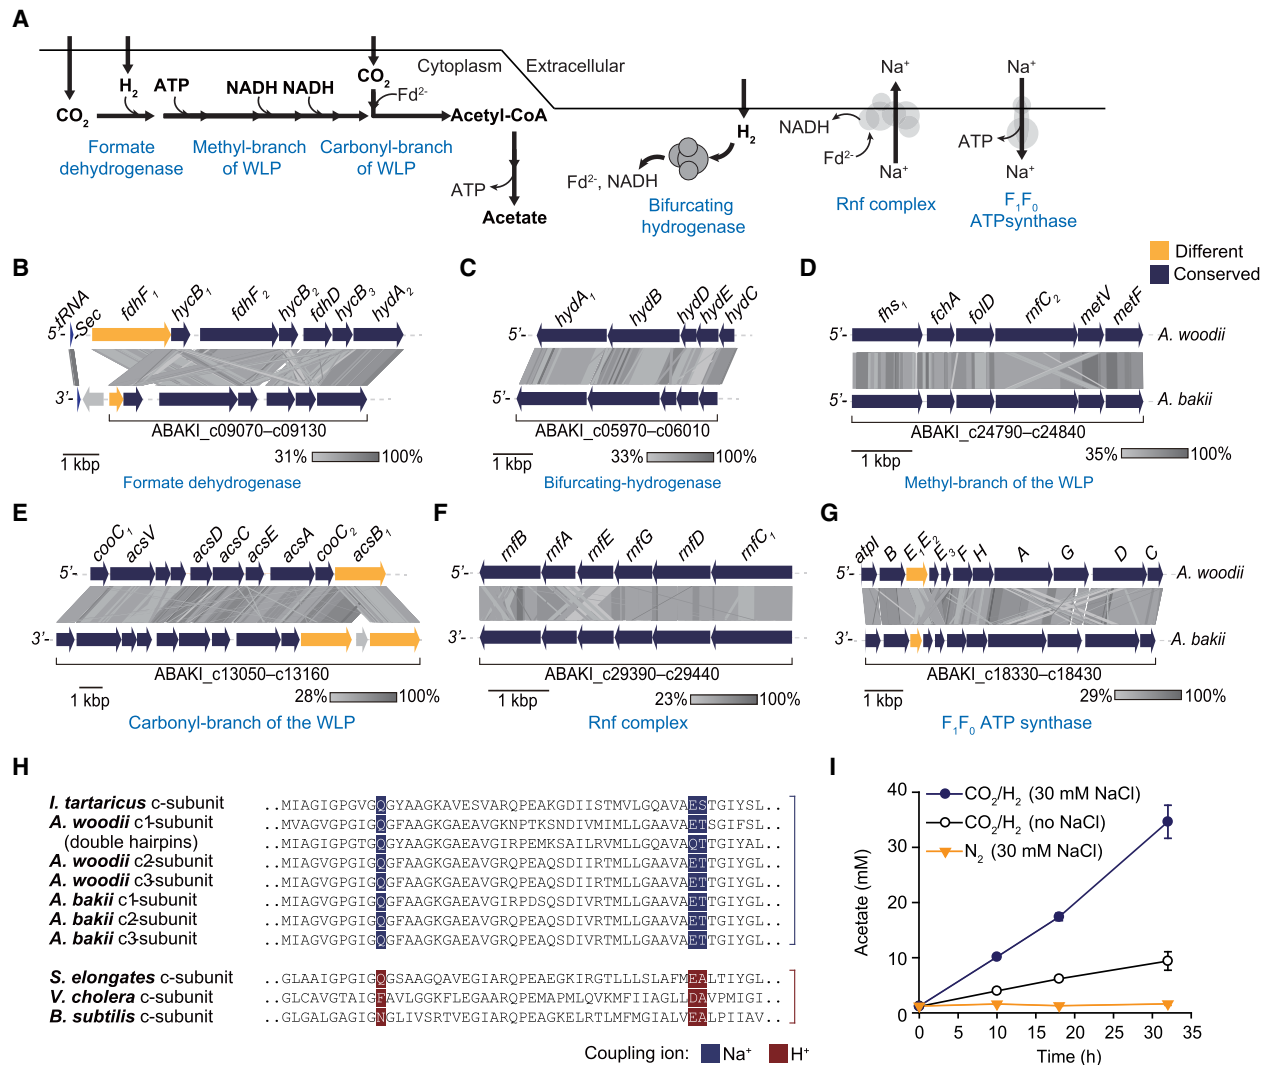 A
CO2 H2 ATP NADH NADH CO2 Fd2- Cytoplasm Extracellular
CO2 Acetyl-CoA
Formate dehydrogenase
Methyl-branch of WLP
Carbonyl-branch of WLP
ATP
Acetate
H2
Fd2-, NADH
Bifurcating hydrogenase
Na+
NADH
Fd2-
Na+
Rnf complex
Na+
ATP
Na+
F1F0 ATPsynthase
Different
Conserved
B
tRNA-Sec fdhF1 hycB1 fdhF2 hycB2 fdhD hycB3 hydA2
5'-
3'-
ABAKI_c09070–c09130
1 kbp 31% 100%
Formate dehydrogenase
C
hydA1 hydB hydD hydE hydC
5'-
3'-
ABAKI_c05970–c06010
1 kbp 33% 100%
Bifurcating-hydrogenase
D
fhs1 fchA folD rnfC2 metV metF
5'- A. woodii
5'- A. bakii
ABAKI_c24790–c24840
1 kbp 35% 100%
Methyl-branch of the WLP
E
cooC1 acsV acsD acsC acsE acsA cooC2 acsB1
5'-
3'-
ABAKI_c13050–c13160
1 kbp 28% 100%
Carbonyl-branch of the WLP
F
rnfB rnfA rnfE rnfG rnfD rnfC1
5'-
3'-
ABAKI_c29390–c29440
1 kbp 23% 100%
Rnf complex
G
atpI B E1 E2 E3 F H A G D C
5'- A. woodii
3'- A. bakii
ABAKI_c18330–c18430
1 kbp 29% 100%
F1F0 ATP synthase
H
I. tartaricus c-subunit ..MIAGIGPGVGQGYAAGKAVESVARQPEAKGDIISTMVLGQAVAESTGIYSL..
A. woodii c1-subunit ..MVAGVGPGIGQGFAAGKGAEAVGKNPTKSNDIVMIMLLGAAVAETSGIFSL..
(double hairpins) ..MIAGIGPGTGQGYAAGKGAEAVGIRPEMKSAILRVMLLGQAVAQTTGIYAL..
A. woodii c2-subunit ..MIAGVGPGIGQGFAAGKGAEAVGRQPEAQSDIIRTMLLGAAVAETTGIYGL..
A. woodii c3-subunit ..MIAGVGPGIGQGFAAGKGAEAVGRQPEAQSDIIRTMLLGAAVAETTGIYGL..
A. bakii c1-subunit ..MIAGVGPGIGQGFAAGKGAEAVGIRPDSQSDIVRTMLLGAAVAETTGIYGL..
A. bakii c2-subunit ..MIAGVGPGIGQGFAAGKGAEAVGRQPEAQSDIVRTMLLGAAVAETTGIYGL..
A. bakii c3-subunit ..MIAGVGPGIGQGFAAGKGAEAVGRQPEAQSDIVRTMLLGAAVAETTGIYGL..
S. elongates c-subunit ..GLAAIGPGIGQGSAAGQAVEGIARQPEAEGKIRGTLLLSLAFMEALTIYGL..
V. cholera c-subunit ..GLCAVGTAIGFAVLGGKFLEGAARQPEMAPMLQVKMFIIAGLLDAVPMIGI..
B. subtilis c-subunit ..GLGALGAGIGNGLIVSRTVEGIARQPEAGKELRTLMFMGIALVEALPIIAV..
Coupling ion: Na+ H+
I
CO2/H2 (30 mM NaCl)
CO2/H2 (no NaCl)
N2 (30 mM NaCl)
Acetate (mM)
40
30
20
10
0
0 5 10 15 20 25 30 35
Time (h)